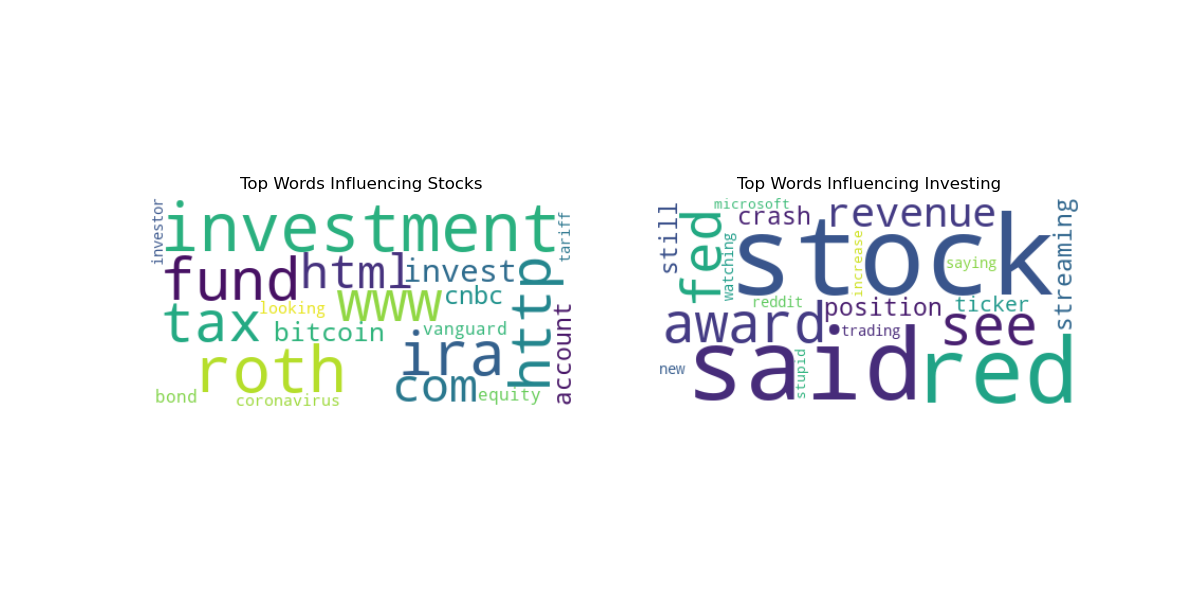 Top Words Influencing Stocks
investor
investment
tariff
fund
html
invest
http
www
cnbc
looking
tax
bitcoin
vanguard
account
roth
ira
com
equity
bond
coronavirus
Top Words Influencing Investing
still
fed
microsoft
crash
revenue
streaming
watching
stock
increase
saying
reddit
position
ticker
award
trading
see
new
said
stupid
red